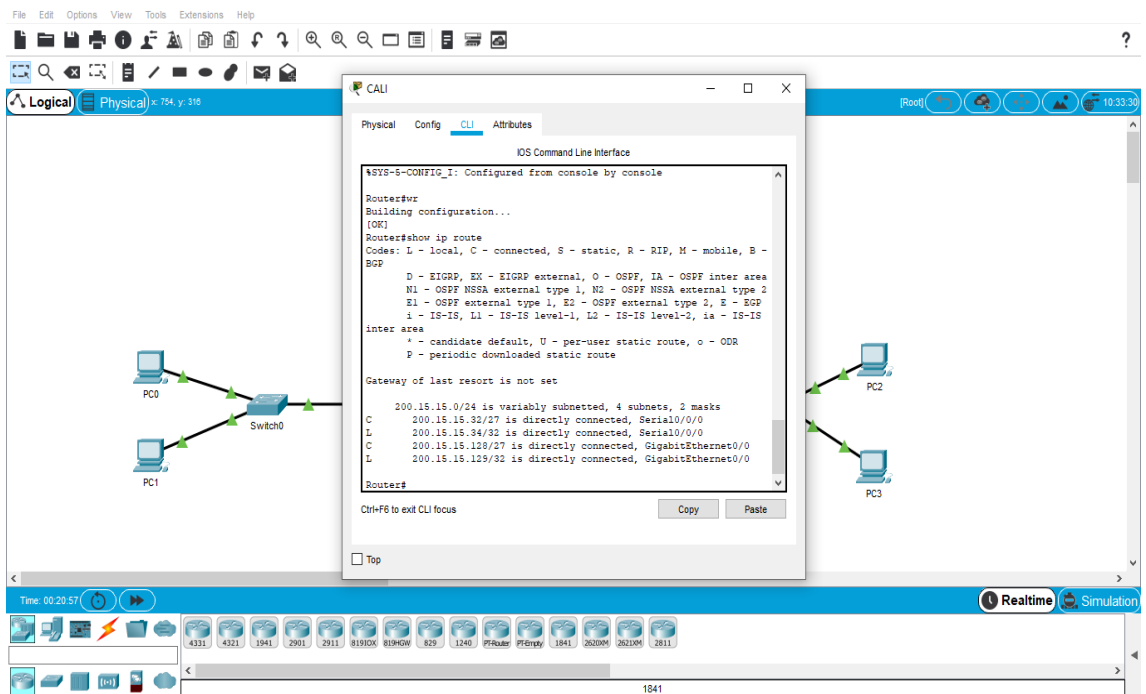 File Edit Options View Tools Extensions Help
?
Logical Physical x: 754, y: 316 [Root] 10:33:30
CALI
Physical Config CLI Attributes
IOS Command Line Interface
%SYS-5-CONFIG_I: Configured from console by console
Router#wr
Building configuration...
[OK]
Router#show ip route
Codes: L - local, C - connected, S - static, R - RIP, M - mobile, B -
BGP
D - EIGRP, EX - EIGRP external, O - OSPF, IA - OSPF inter area
N1 - OSPF NSSA external type 1, N2 - OSPF NSSA external type 2
E1 - OSPF external type 1, E2 - OSPF external type 2, E - EGP
i - IS-IS, L1 - IS-IS level-1, L2 - IS-IS level-2, ia - IS-IS
inter area
* - candidate default, U - per-user static route, o - ODR
P - periodic downloaded static route
Gateway of last resort is not set
200.15.15.0/24 is variably subnetted, 4 subnets, 2 masks
C 200.15.15.32/27 is directly connected, Serial0/0/0
L 200.15.15.34/32 is directly connected, Serial0/0/0
C 200.15.15.128/27 is directly connected, GigabitEthernet0/0
L 200.15.15.129/32 is directly connected, GigabitEthernet0/0
Router#
Ctrl+F6 to exit CLI focus Copy Paste
Top
PC0
Switch0
PC1
PC2
PC3
Time: 00:20:57 Realtime Simulation
4331 4321 1941 2901 2911 819IOX 819HGW 829 1240 PT-Router PT-Empty 1841 2620XM 2621XM 2811
1841